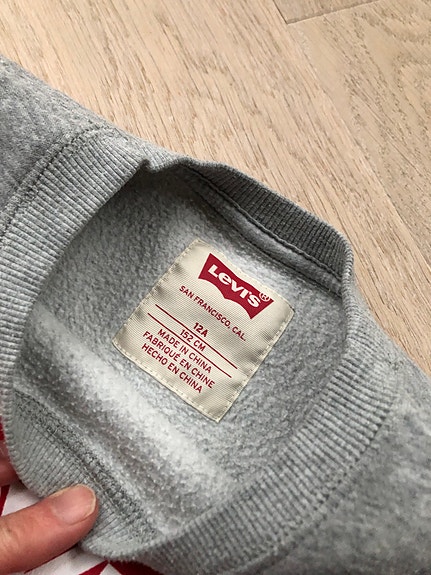 Levi's®
SAN FRANCISCO, CAL.
12A
152 CM
MADE IN CHINA
FABRIQUÉ EN CHINE
HECHO EN CHINA